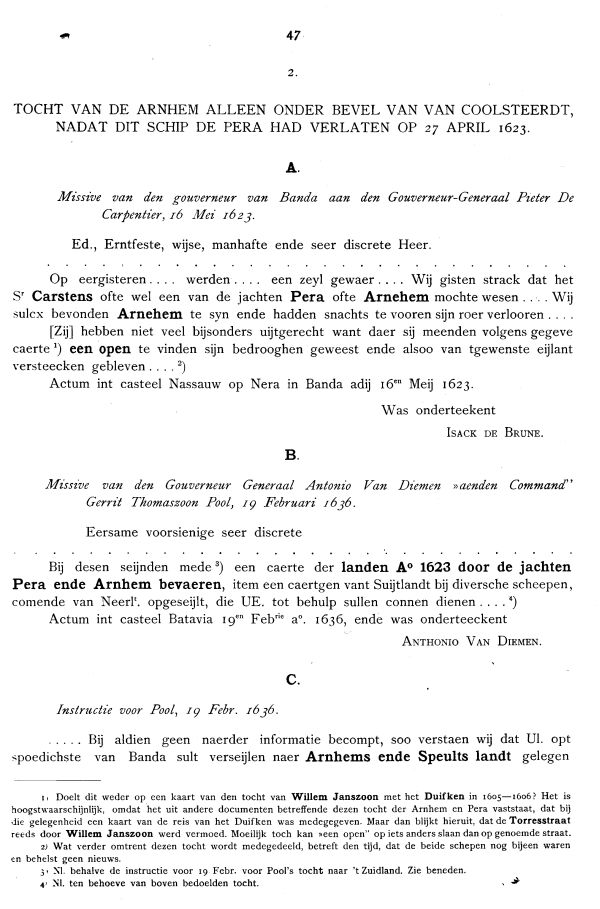 47
2.
TOCHT VAN DE ARNHEM ALLEEN ONDER BEVEL VAN VAN COOLSTEERDT,
NADAT DIT SCHIP DE PERA HAD VERLATEN OP 27 APRIL 1623.
A.
Missive van den gouverneur van Banda aan den Gouverneur-Generaal Pieter De
Carpentier, 16 Mei 1623.
Ed., Erntfeste, wijse, manhafte ende seer discrete Heer.
. . . . . . . . . . . . . . . . . . . . . . . . .
Op eergisteren.... werden.... een zeyl gewaer.... Wij gisten strack dat het
Sʳ Carstens ofte wel een van de jachten Pera ofte Arnehem mochte wesen.... Wij
sulcx bevonden Arnehem te syn ende hadden snachts te vooren sijn roer verlooren....
[Zij] hebben niet veel bijsonders uijtgerecht want daer sij meenden volgens gegeve
caerte ¹) een open te vinden sijn bedrooghen geweest ende alsoo van tgewenste eijlant
versteecken gebleven....²)
Actum int casteel Nassauw op Nera in Banda adij 16ᵉⁿ Meij 1623.
Was onderteekent
ISACK DE BRUNE.
B.
Missive van den Gouverneur Generaal Antonio Van Diemen »aenden Command"
Gerrit Thomaszoon Pool, 19 Februari 1636.
Eersame voorsienige seer discrete
. . . . . . . . . . . . . . . . . . . . . . . . . . .
Bij desen seijnden mede ³) een caerte der landen Aº 1623 door de jachten
Pera ende Arnhem bevaeren, item een caertgen vant Suijtlandt bij diversche scheepen,
comende van Neerlᵗ. opgeseijlt, die UE. tot behulp sullen connen dienen....⁴)
Actum int casteel Batavia 19ᵉⁿ Febʳⁱᵉ aº. 1636, ende was onderteeckent
ANTHONIO VAN DIEMEN.
C.
Instructie voor Pool, 19 Febr. 1636.
..... Bij aldien geen naerder informatie becompt, soo verstaen wij dat Ul. opt
spoedichste van Banda sult verseijlen naer Arnhems ende Speults landt gelegen
1) Doelt dit weder op een kaart van den tocht van Willem Janszoon met het Duifken in 1605—1606? Het is
hoogstwaarschijnlijk, omdat het uit andere documenten betreffende dezen tocht der Arnhem en Pera vaststaat, dat bij
die gelegenheid een kaart van de reis van het Duifken was medegegeven. Maar dan blijkt hieruit, dat de Torresstraat
reeds door Willem Janszoon werd vermoed. Moeilijk toch kan »een open" op iets anders slaan dan op genoemde straat.
2) Wat verder omtrent dezen tocht wordt medegedeeld, betreft den tijd, dat de beide schepen nog bijeen waren
en behelst geen nieuws.
3) Nl. behalve de instructie voor 19 Febr. voor Pool's tocht naar 't Zuidland. Zie beneden.
4) Nl. ten behoeve van boven bedoelden tocht.